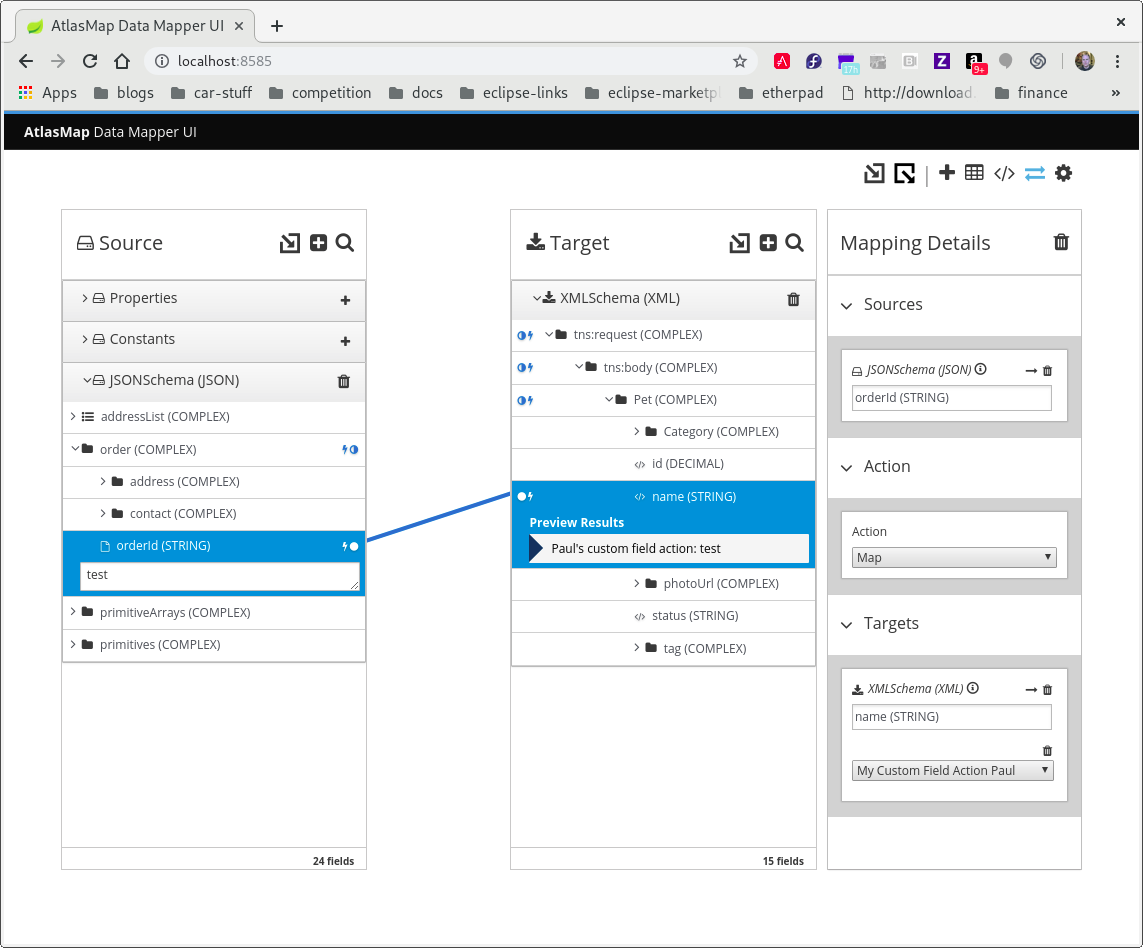 AtlasMap Data Mapper UI
localhost:8585
17h
9+
Apps blogs car-stuff competition docs eclipse-links eclipse-marketpl etherpad http://download. finance »
AtlasMap Data Mapper UI
Source
Properties
Constants
JSONSchema (JSON)
addressList (COMPLEX)
order (COMPLEX)
address (COMPLEX)
contact (COMPLEX)
orderId (STRING)
test
primitiveArrays (COMPLEX)
primitives (COMPLEX)
24 fields
Target
XMLSchema (XML)
tns:request (COMPLEX)
tns:body (COMPLEX)
Pet (COMPLEX)
Category (COMPLEX)
id (DECIMAL)
name (STRING)
Preview Results
Paul's custom field action: test
photoUrl (COMPLEX)
status (STRING)
tag (COMPLEX)
15 fields
Mapping Details
Sources
JSONSchema (JSON)
orderId (STRING)
Action
Action
Map
Targets
XMLSchema (XML)
name (STRING)
My Custom Field Action Paul